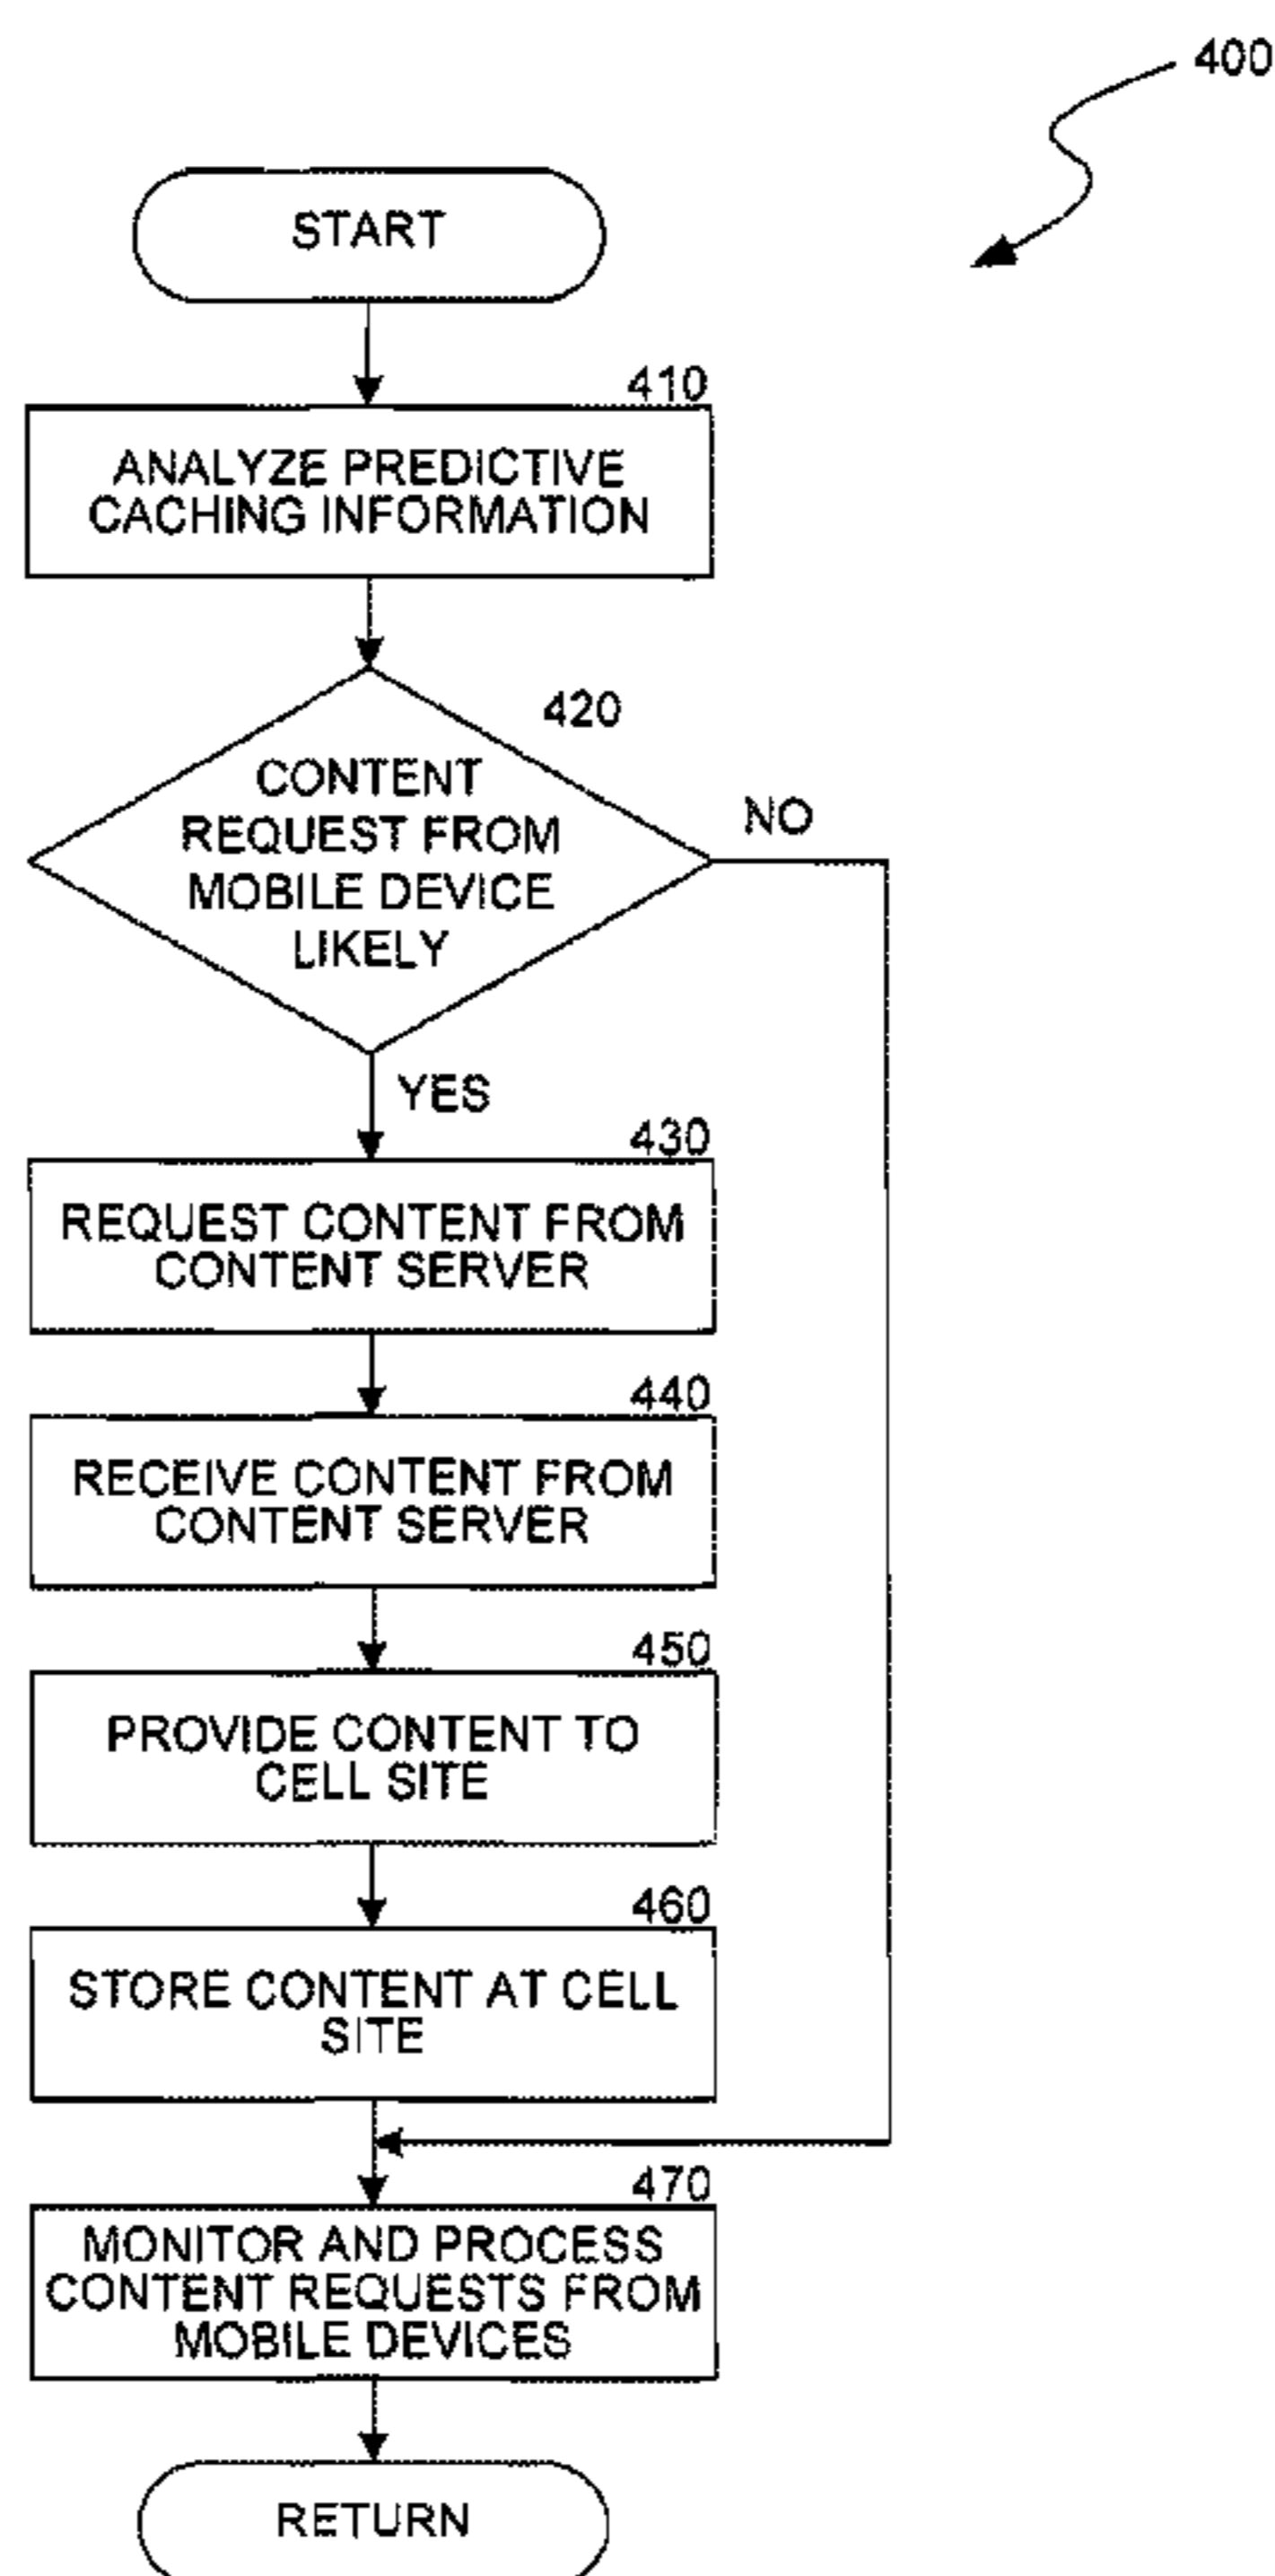 400
START
410
ANALYZE PREDICTIVE
CACHING INFORMATION
420
CONTENT
REQUEST FROM
MOBILE DEVICE
LIKELY
NO
YES
430
REQUEST CONTENT FROM
CONTENT SERVER
440
RECEIVE CONTENT FROM
CONTENT SERVER
450
PROVIDE CONTENT TO
CELL SITE
460
STORE CONTENT AT CELL
SITE
470
MONITOR AND PROCESS
CONTENT REQUESTS FROM
MOBILE DEVICES
RETURN